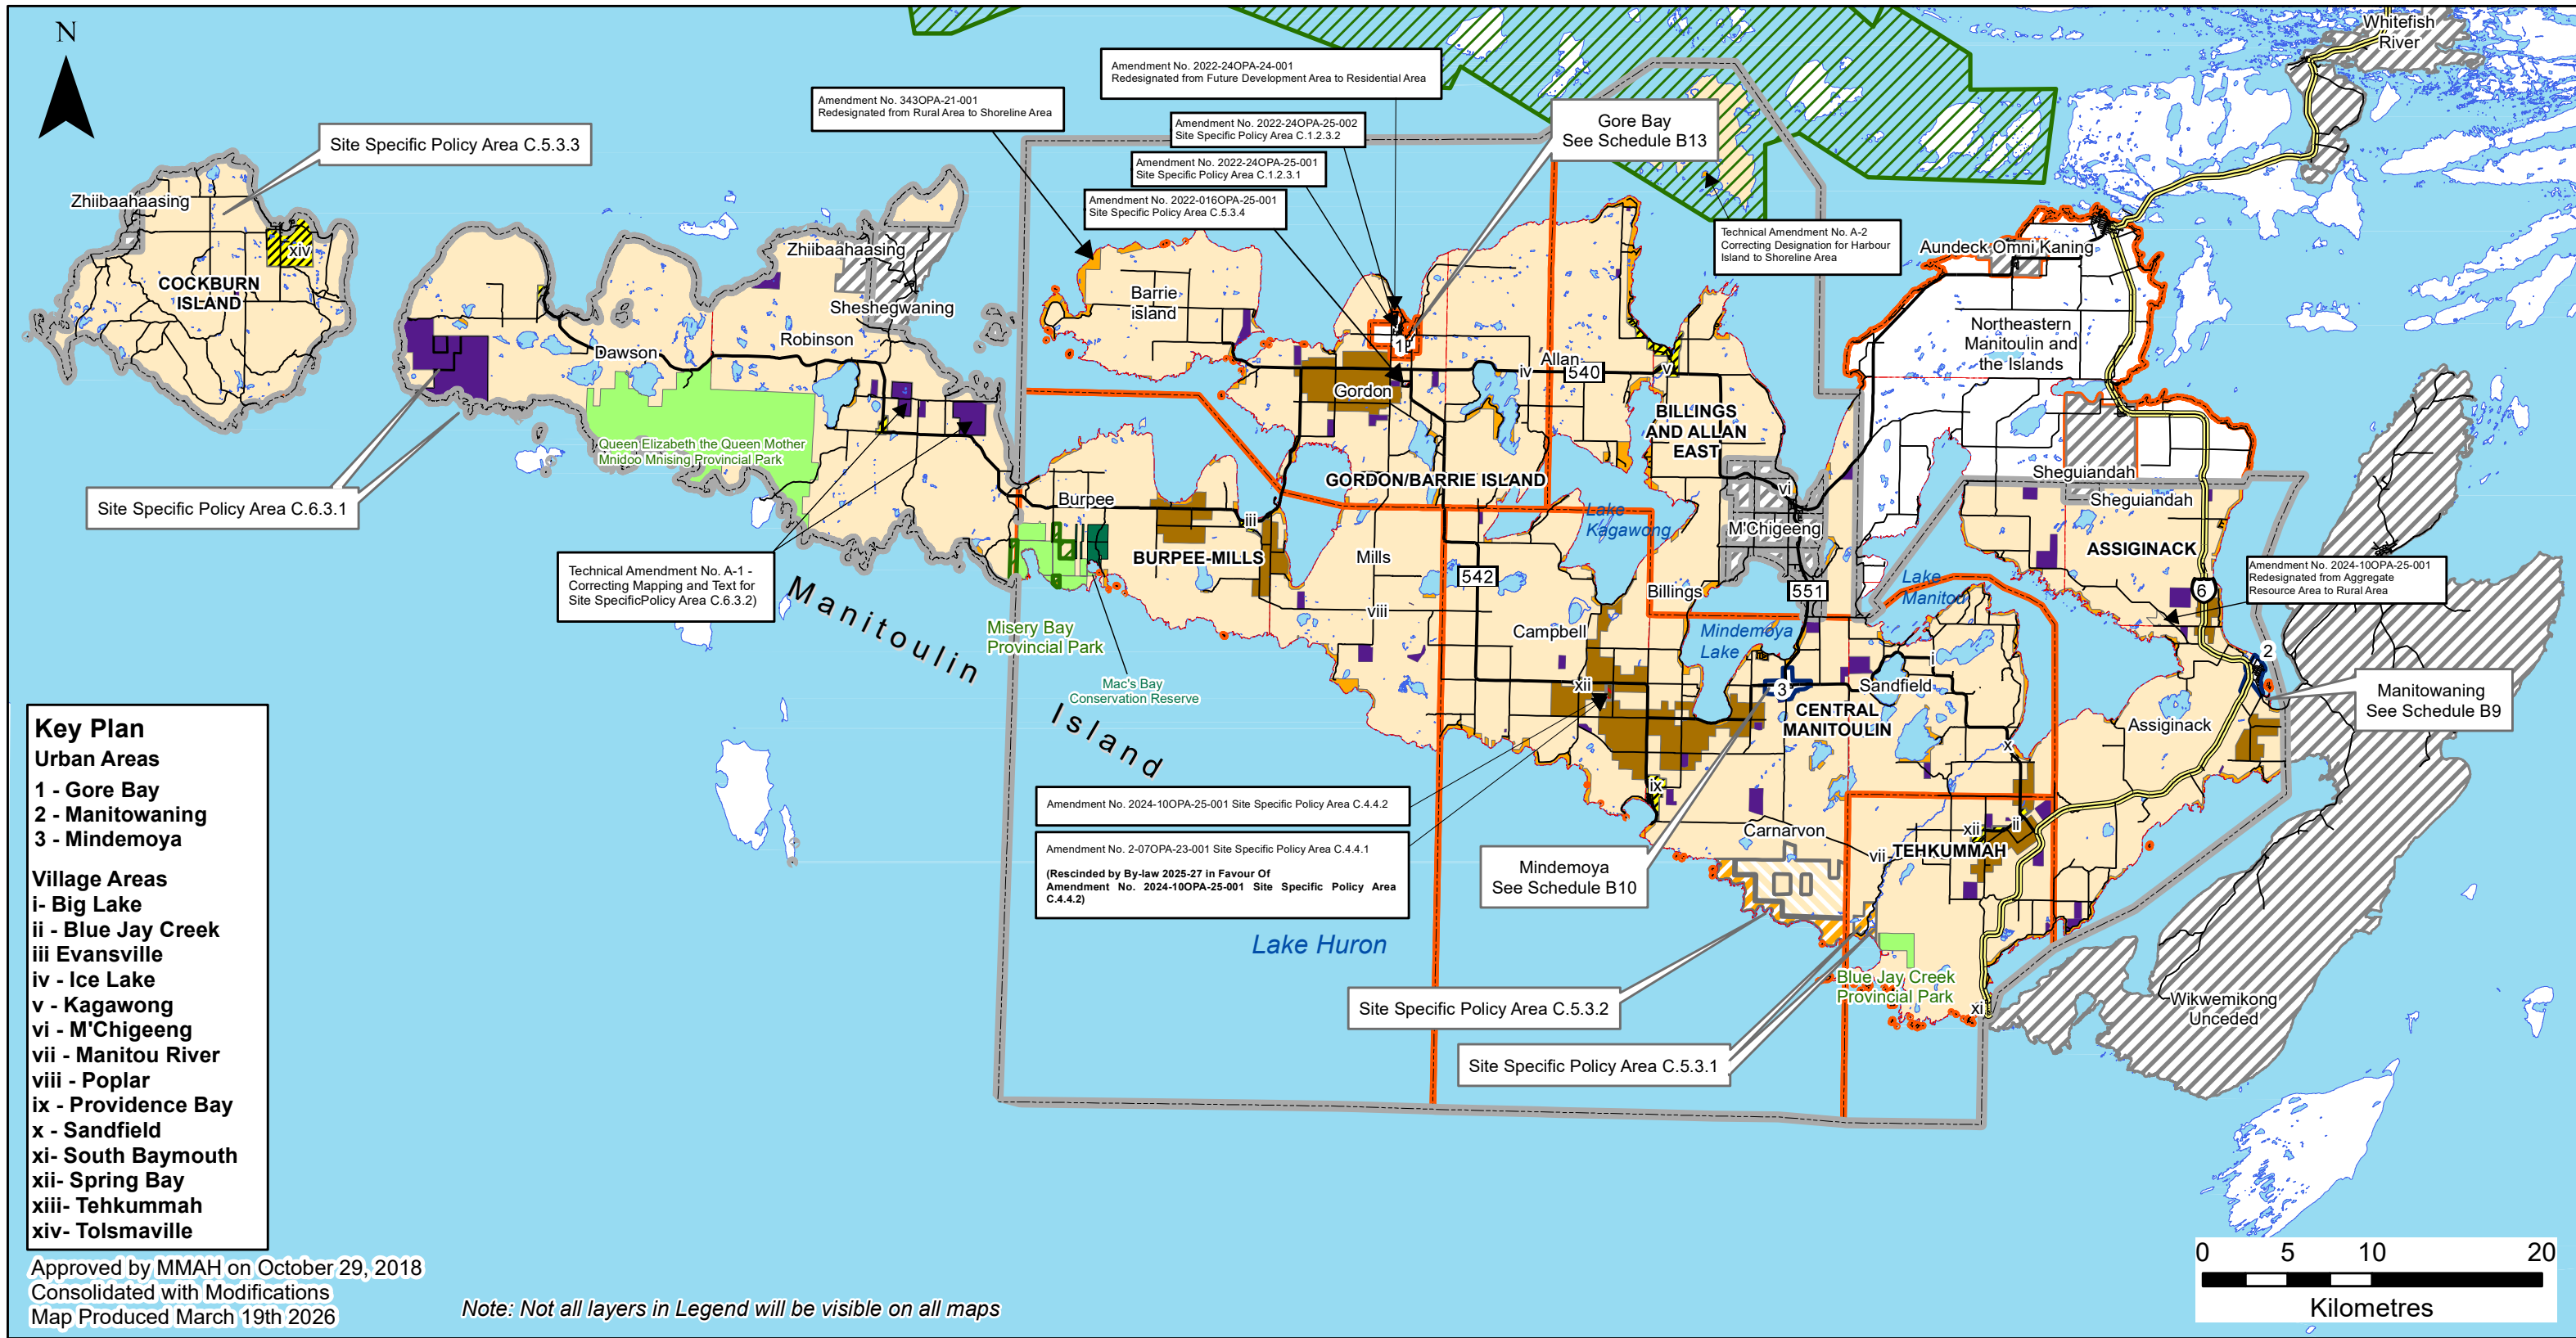 N
Whitefish
River
Amendment No. 2022-24OPA-24-001
Redesignated from Future Development Area to Residential Area
Amendment No. 343OPA-21-001
Redesignated from Rural Area to Shoreline Area
Amendment No. 2022-24OPA-25-002
Site Specific Policy Area C.1.2.3.2
Gore Bay
See Schedule B13
Site Specific Policy Area C.5.3.3
Amendment No. 2022-24OPA-25-001
Site Specific Policy Area C.1.2.3.1
Amendment No. 2022-016OPA-25-001
Site Specific Policy Area C.5.3.4
Technical Amendment No. A-2
Correcting Designation for Harbour
Island to Shoreline Area
Zhiibaahaasing
xiv
COCKBURN
ISLAND
Zhiibaahaasing
Sheshegwaning
Barrie
island
Aundeck Omni Kaning
Northeastern
Manitoulin and
the Islands
Dawson
Robinson
1
Allan
iv
540
v
Gordon
BILLINGS
AND ALLAN
EAST
Queen Elizabeth the Queen Mother
Mnidoo Mnising Provincial Park
GORDON/BARRIE ISLAND
Sheguiandah
Sheguiandah
Site Specific Policy Area C.6.3.1
Burpee
iii
Lake
Kagawong
vi
M'Chigeeng
ASSIGINACK
BURPEE-MILLS
Mills
542
Billings
551
Lake
Manitou
6
Amendment No. 2024-10OPA-25-001
Redesignated from Aggregate
Resource Area to Rural Area
Technical Amendment No. A-1 -
Correcting Mapping and Text for
Site SpecificPolicy Area C.6.3.2)
viii
Manitoulin
Island
Misery Bay
Provincial Park
Campbell
Mindemoya
Lake
i
2
Mac's Bay
Conservation Reserve
xii
3
Sandfield
CENTRAL
MANITOULIN
Manitowaning
See Schedule B9
Assiginack
x
ix
Amendment No. 2024-10OPA-25-001 Site Specific Policy Area C.4.4.2
Amendment No. 2-07OPA-23-001 Site Specific Policy Area C.4.4.1
(Rescinded by By-law 2025-27 in Favour Of
Amendment No. 2024-10OPA-25-001 Site Specific Policy Area
C.4.4.2)
Carnarvon
xii
ii
vii
TEHKUMMAH
Mindemoya
See Schedule B10
Lake Huron
Blue Jay Creek
Provincial Park
Site Specific Policy Area C.5.3.2
xi
Wikwemikong
Unceded
Site Specific Policy Area C.5.3.1
Key Plan
Urban Areas
1 - Gore Bay
2 - Manitowaning
3 - Mindemoya
Village Areas
i- Big Lake
ii - Blue Jay Creek
iii Evansville
iv - Ice Lake
v - Kagawong
vi - M'Chigeeng
vii - Manitou River
viii - Poplar
ix - Providence Bay
x - Sandfield
xi- South Baymouth
xii- Spring Bay
xiii- Tehkummah
xiv- Tolsmaville
Approved by MMAH on October 29, 2018
Consolidated with Modifications
Map Produced March 19th 2026
Note: Not all layers in Legend will be visible on all maps
0 5 10 20
Kilometres